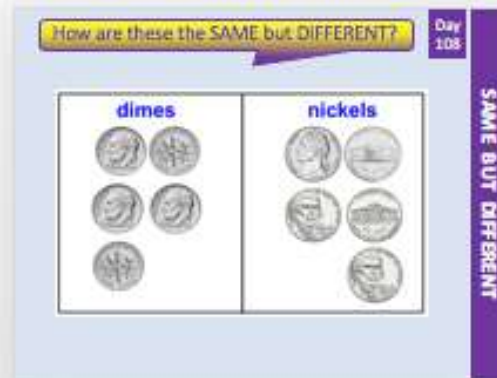 How are these the SAME but DIFFERENT?
Day
108
dimes
nickels
SAME BUT DIFFERENT